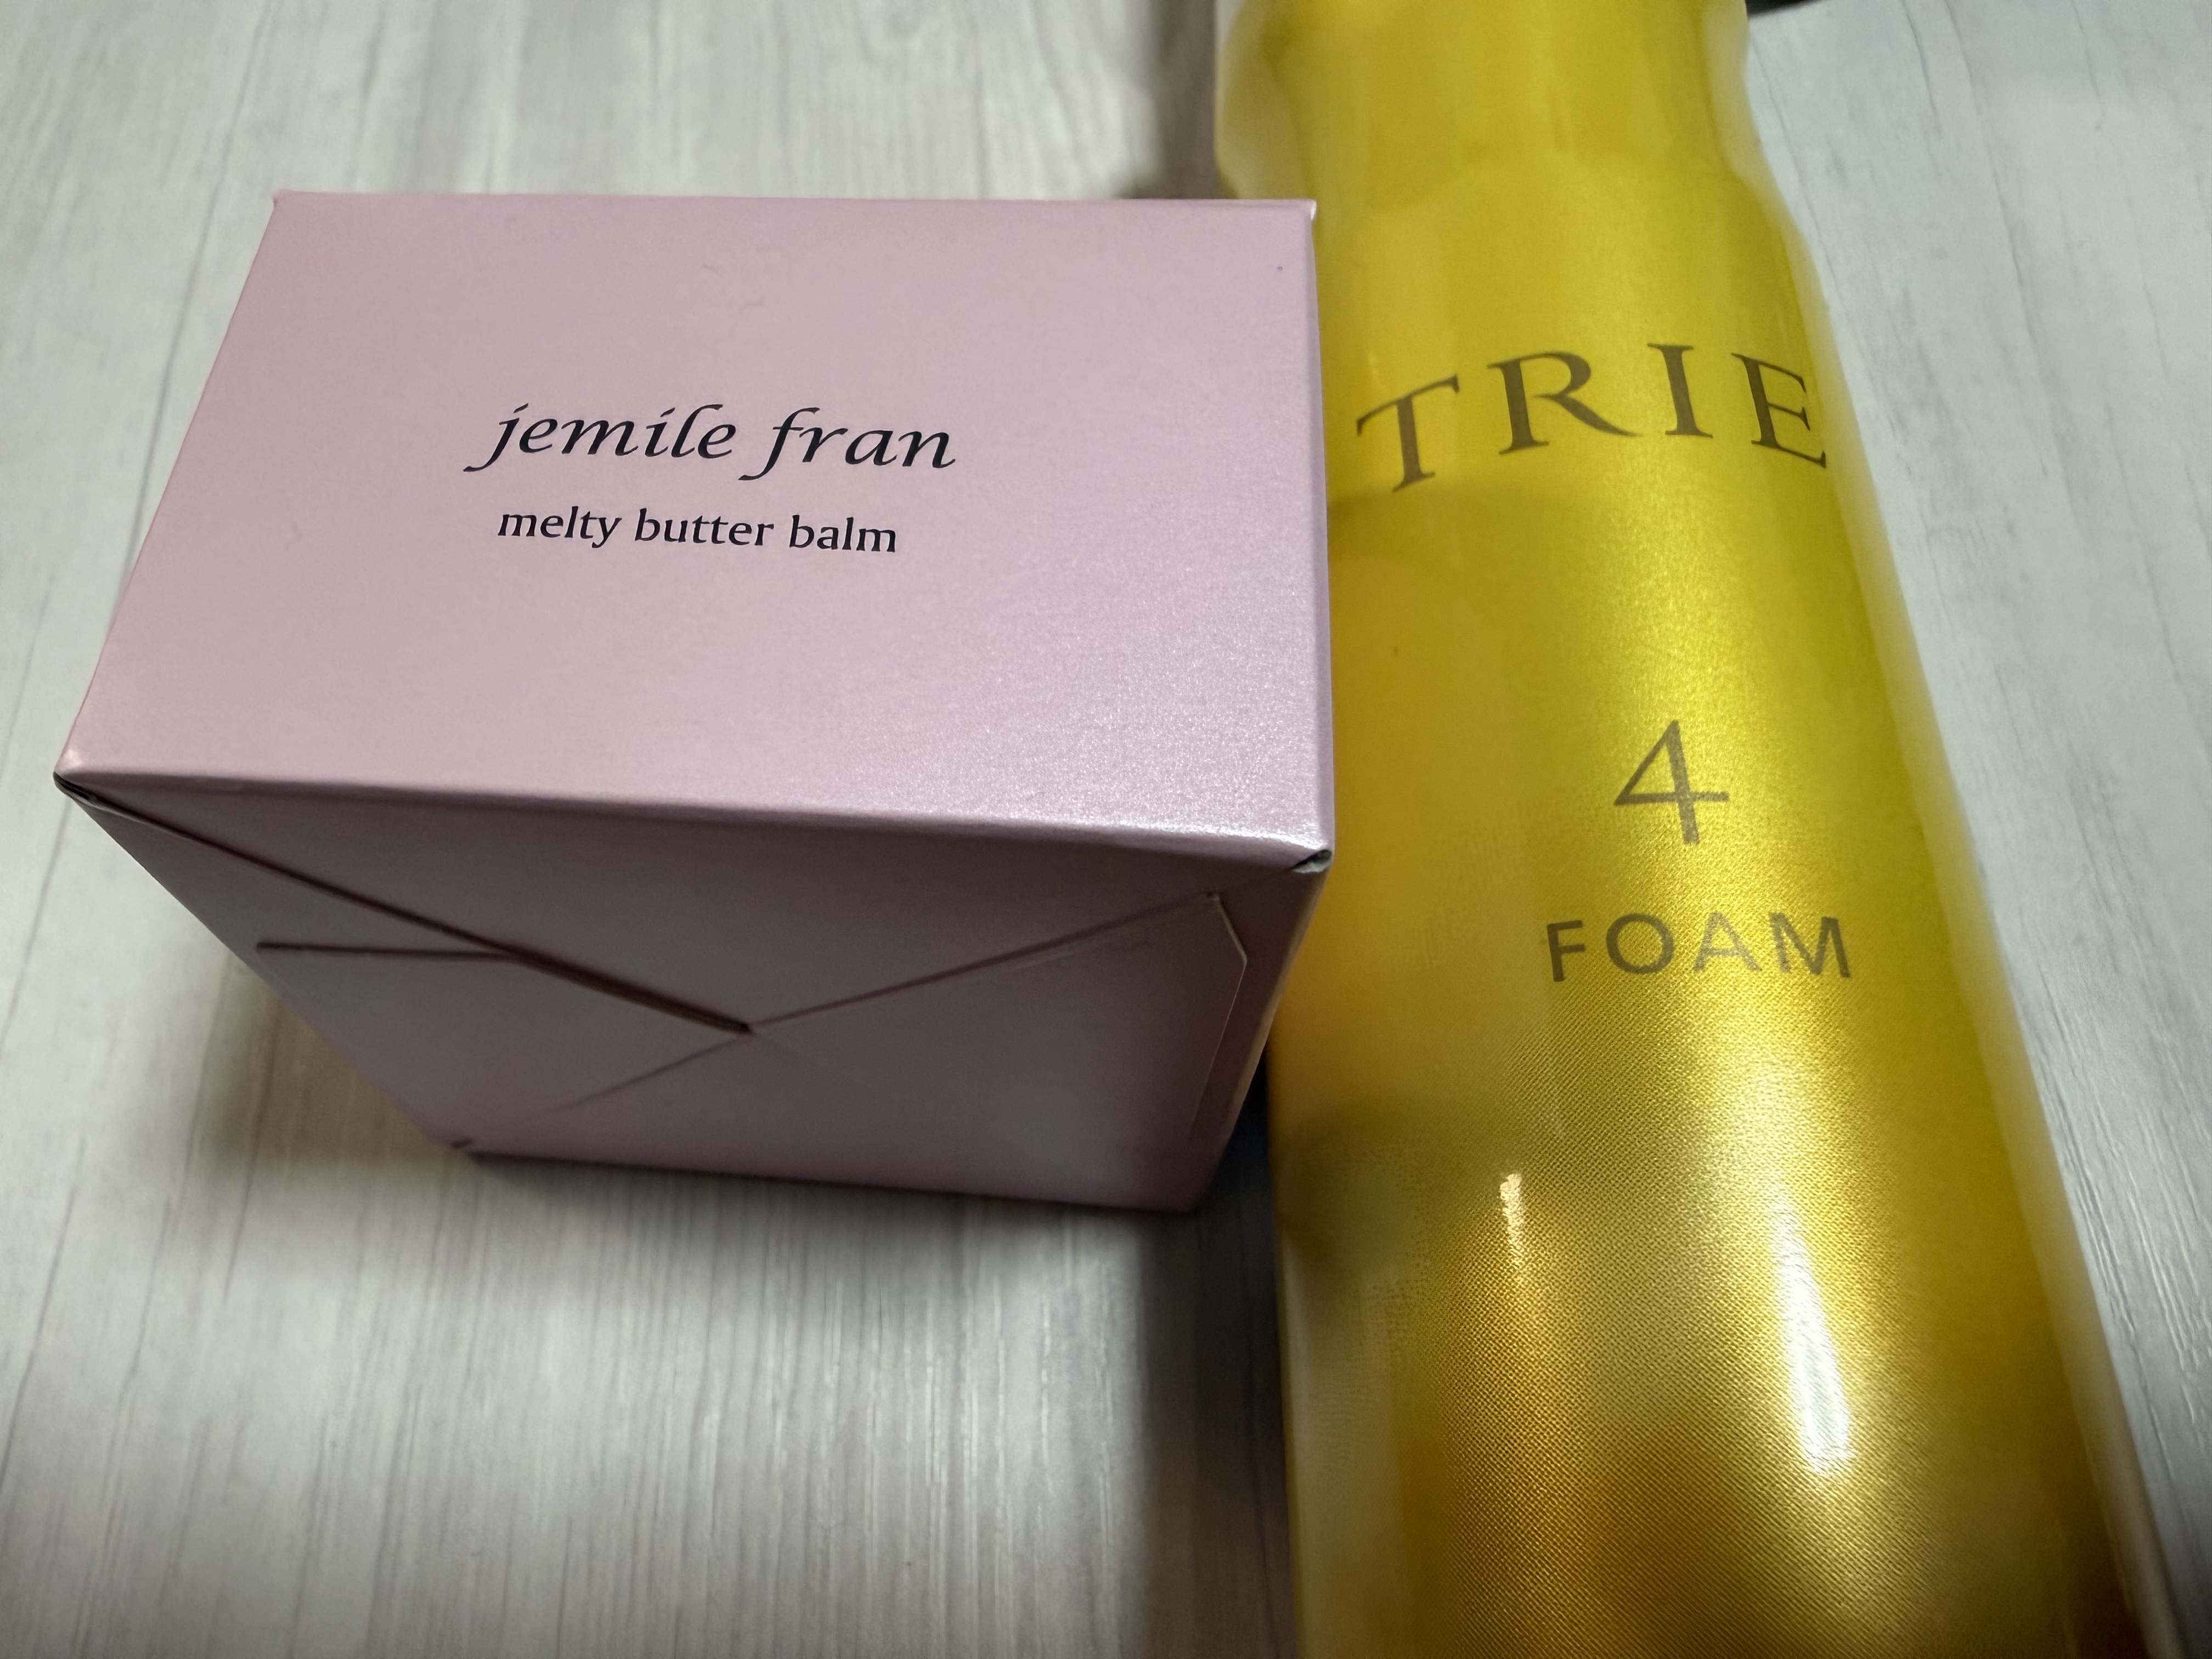 jemile fran
melty butter balm
TRIE
4
FOAM